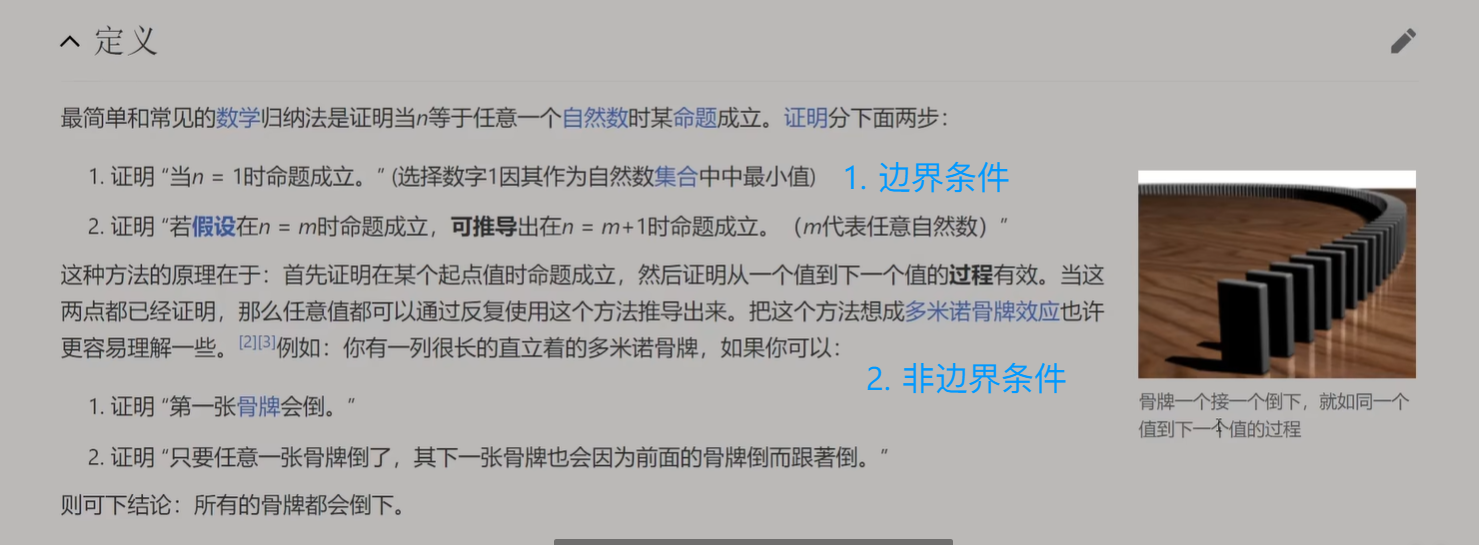 定义
最简单和常见的数学归纳法是证明当n等于任意一个自然数时某命题成立。证明分下面两步：
1. 证明 “当n = 1时命题成立。” (选择数字1因其作为自然数集合中中最小值)
1. 边界条件
2. 证明 “若假设在n = m时命题成立，可推导出在n = m+1时命题成立。（m代表任意自然数）”
这种方法的原理在于：首先证明在某个起点值时命题成立，然后证明从一个值到下一个值的过程有效。当这
两点都已经证明，那么任意值都可以通过反复使用这个方法推导出来。把这个方法想成多米诺骨牌效应也许
更容易理解一些。[2][3]例如：你有一列很长的直立着的多米诺骨牌，如果你可以：
2. 非边界条件
1. 证明 “第一张骨牌会倒。”
2. 证明 “只要任意一张骨牌倒了，其下一张骨牌也会因为前面的骨牌倒而跟著倒。”
则可下结论：所有的骨牌都会倒下。
骨牌一个接一个倒下，就如同一个
值到下一个值的过程